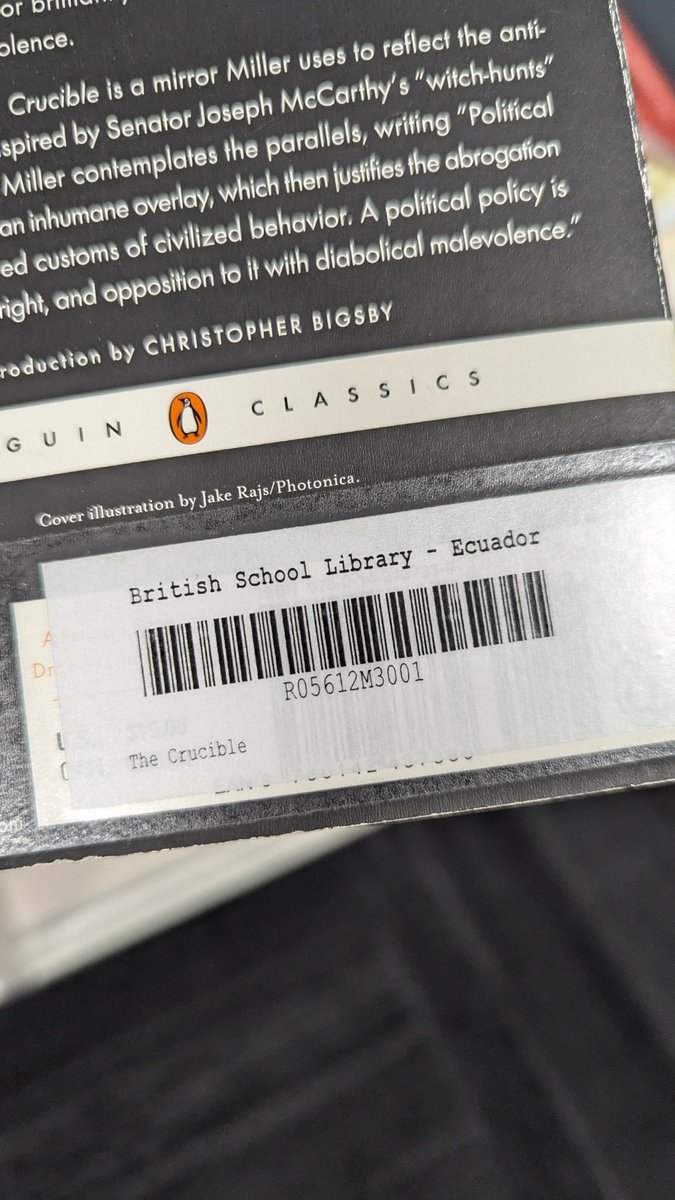 or brillian
olence.
Crucible is a mirror Miller uses to reflect the anti-
spired by Senator Joseph McCarthy's "witch-hunts"
Miller contemplates the parallels, writing "Political
an inhumane overlay, which then justifies the abrogation
ed customs of civilized behavior. A political policy is
right, and opposition to it with diabolical malevolence."
roduction by CHRISTOPHER BIGSBY
GUIN CLASSICS
Cover illustration by Jake Rajs/Photonica.
British School Library - Ecuador
R05612M3001
The Crucible